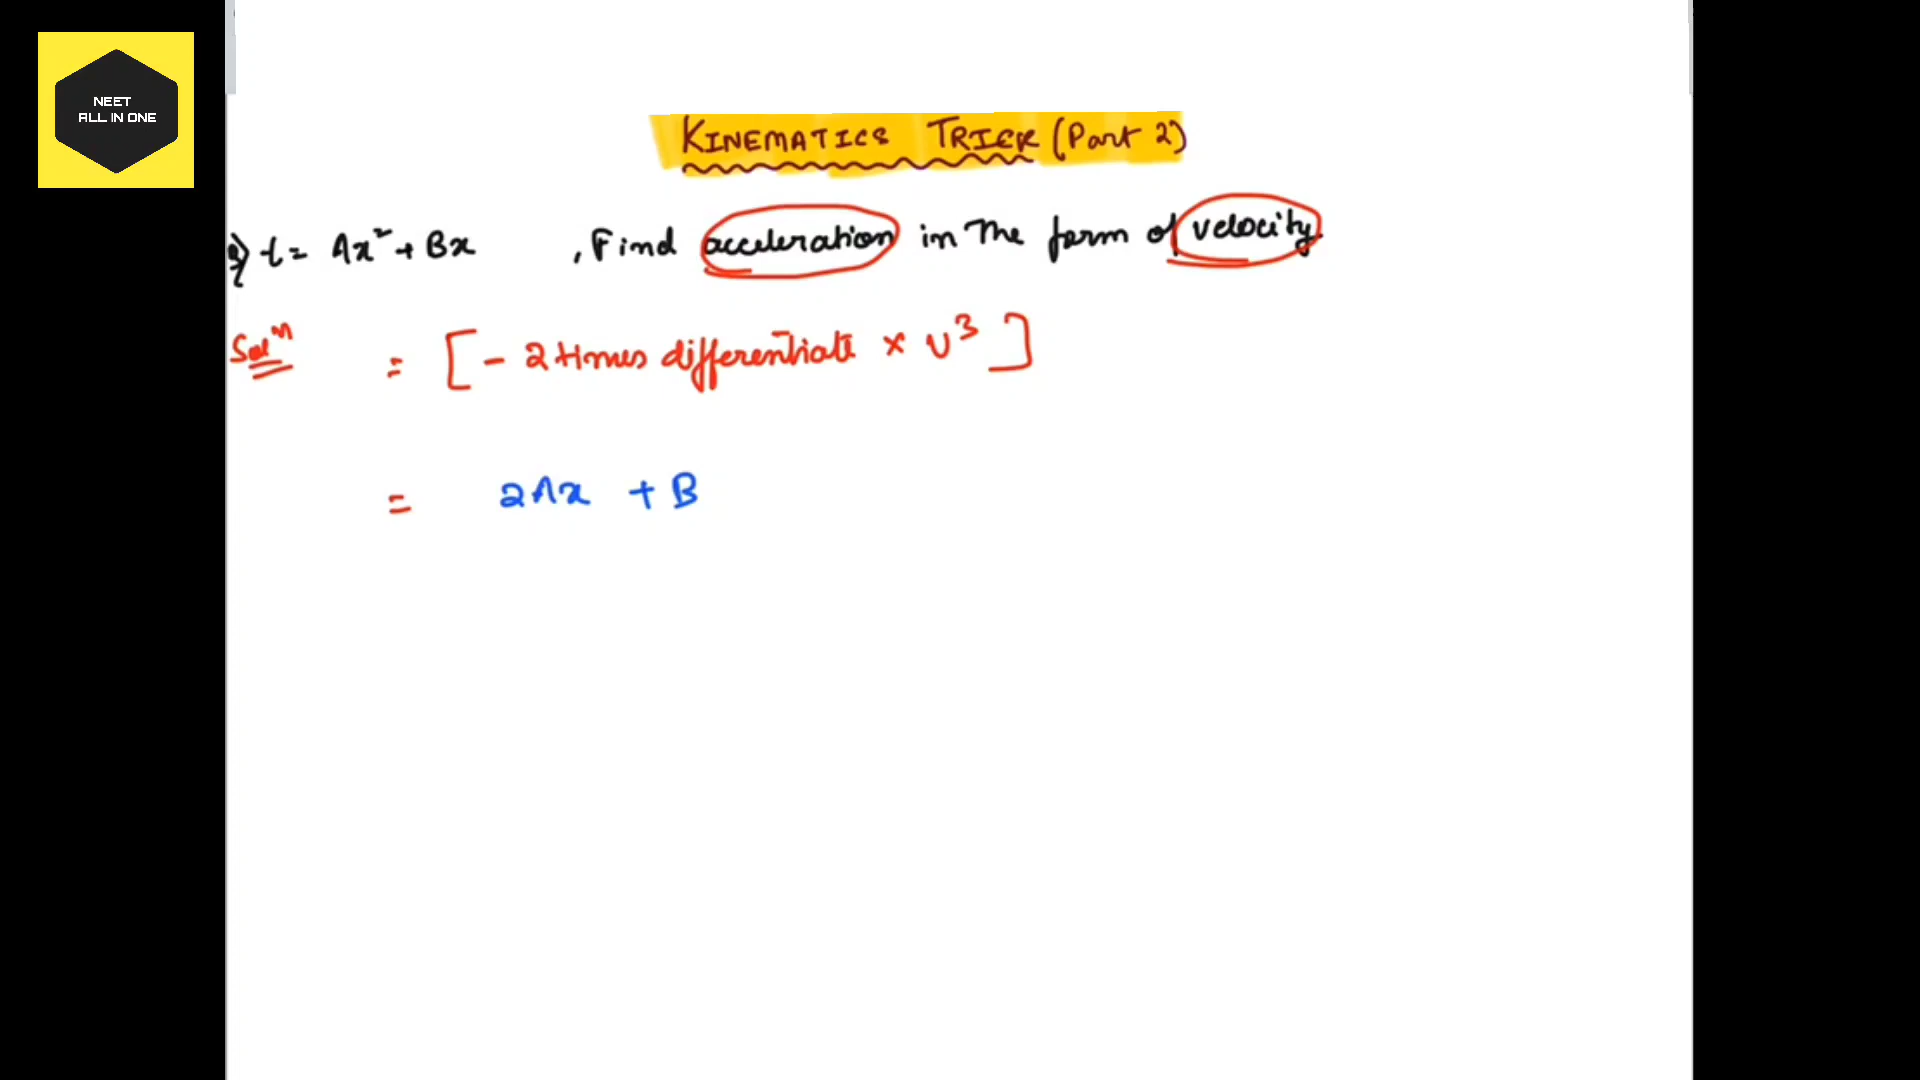 NEET
ALL IN ONE
KINEMATICS TRICK (Part 2)
Q) t = Ax² + Bx , Find acceleration in the form of velocity.
Solⁿ = [ - 2 times differentiate × v³ ]
= 2Ax + B